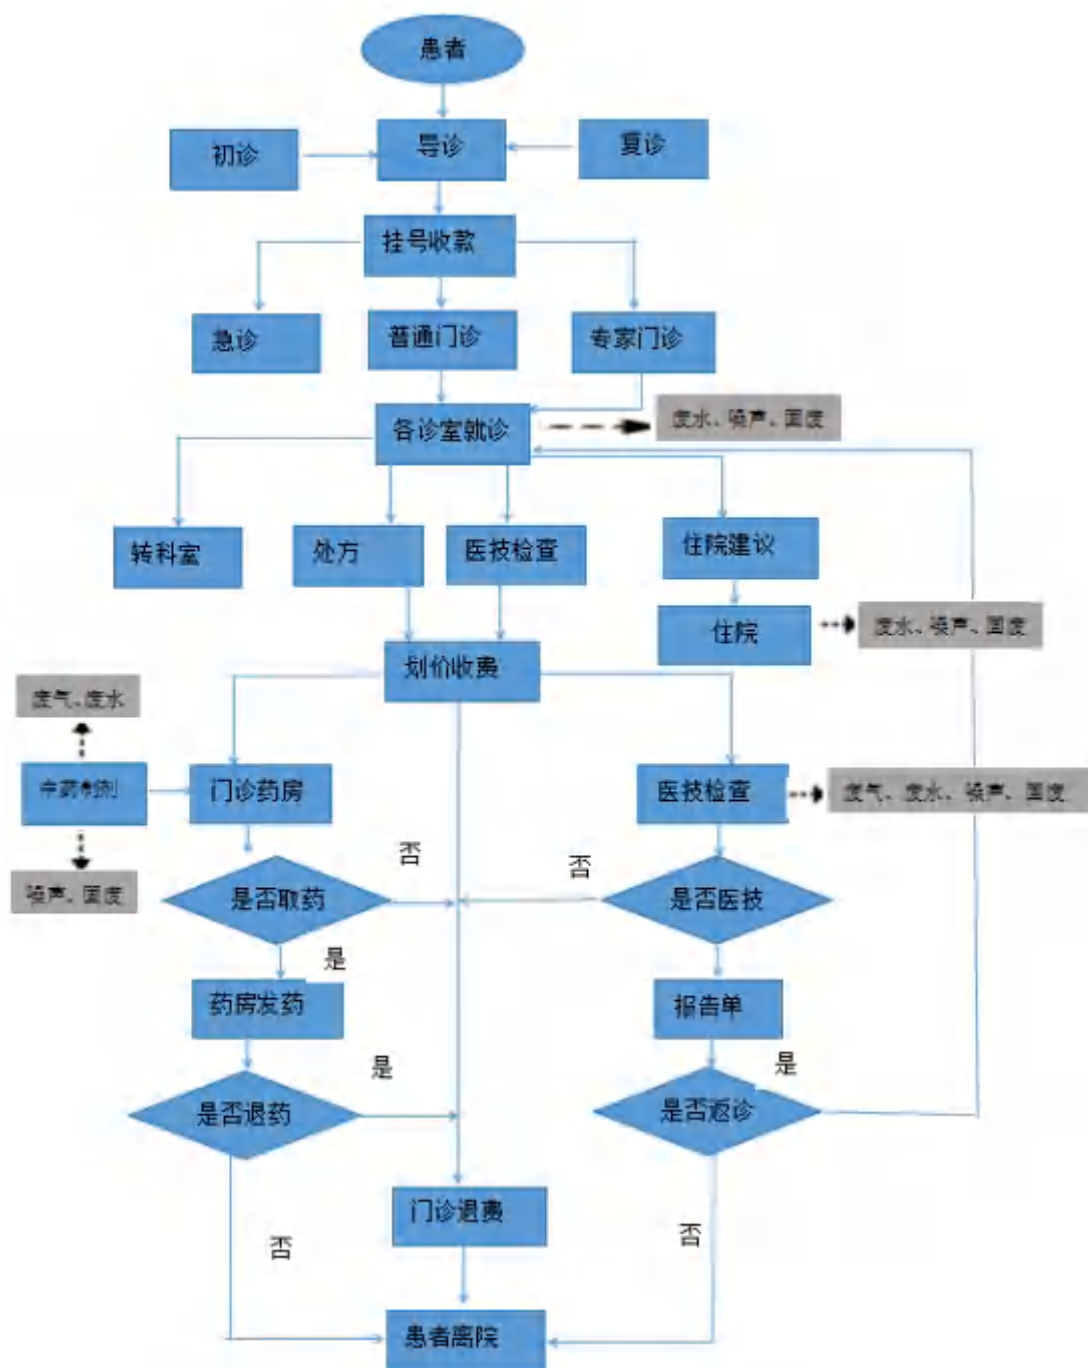 患者
初诊
导诊
复诊
挂号收款
急诊
普通门诊
专家门诊
各诊室就诊
废水、噪声、固废
转科室
处方
医技检查
住院建议
住院
废水、噪声、固废
划价收费
废气、废水
中药制剂
门诊药房
医技检查
废气、废水、噪声、固废
噪声、固废
否
否
是否取药
是否医技
是
药房发药
报告单
是
是
是否退药
是否返诊
门诊退费
否
否
患者离院